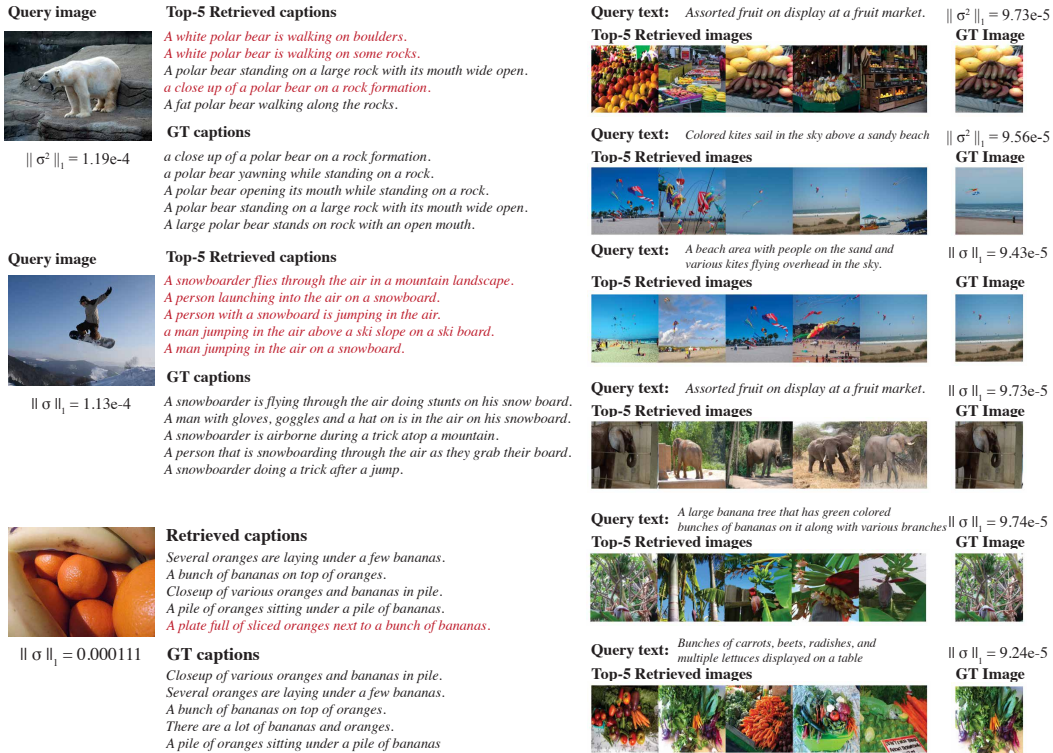 Query image
Top-5 Retrieved captions
A white polar bear is walking on boulders.
A white polar bear is walking on some rocks.
A polar bear standing on a large rock with its mouth wide open.
a close up of a polar bear on a rock formation.
A fat polar bear walking along the rocks.
GT captions
|| σ² ||₁ = 1.19e-4
a close up of a polar bear on a rock formation.
a polar bear yawning while standing on a rock.
A polar bear opening its mouth while standing on a rock.
A polar bear standing on a large rock with its mouth wide open.
A large polar bear stands on rock with an open mouth.
Query image
Top-5 Retrieved captions
A snowboarder flies through the air in a mountain landscape.
A person launching into the air on a snowboard.
A person with a snowboard is jumping in the air.
a man jumping in the air above a ski slope on a ski board.
A man jumping in the air on a snowboard.
GT captions
|| σ ||₁ = 1.13e-4
A snowboarder is flying through the air doing stunts on his snow board.
A man with gloves, goggles and a hat on is in the air on his snowboard.
A snowboarder is airborne during a trick atop a mountain.
A person that is snowboarding through the air as they grab their board.
A snowboarder doing a trick after a jump.
Retrieved captions
Several oranges are laying under a few bananas.
A bunch of bananas on top of oranges.
Closeup of various oranges and bananas in pile.
A pile of oranges sitting under a pile of bananas.
A plate full of sliced oranges next to a bunch of bananas.
|| σ ||₁ = 0.000111
GT captions
Closeup of various oranges and bananas in pile.
Several oranges are laying under a few bananas.
A bunch of bananas on top of oranges.
There are a lot of bananas and oranges.
A pile of oranges sitting under a pile of bananas
Query text: Assorted fruit on display at a fruit market. || σ² ||₁ = 9.73e-5
Top-5 Retrieved images GT Image
Query text: Colored kites sail in the sky above a sandy beach || σ² ||₁ = 9.56e-5
Top-5 Retrieved images GT Image
Query text: A beach area with people on the sand and || σ ||₁ = 9.43e-5
various kites flying overhead in the sky.
Top-5 Retrieved images GT Image
Query text: Assorted fruit on display at a fruit market. || σ ||₁ = 9.73e-5
Top-5 Retrieved images GT Image
Query text: A large banana tree that has green colored
bunches of bananas on it along with various branches || σ ||₁ = 9.74e-5
Top-5 Retrieved images GT Image
Query text: Bunches of carrots, beets, radishes, and
multiple lettuces displayed on a table || σ ||₁ = 9.24e-5
Top-5 Retrieved images GT Image